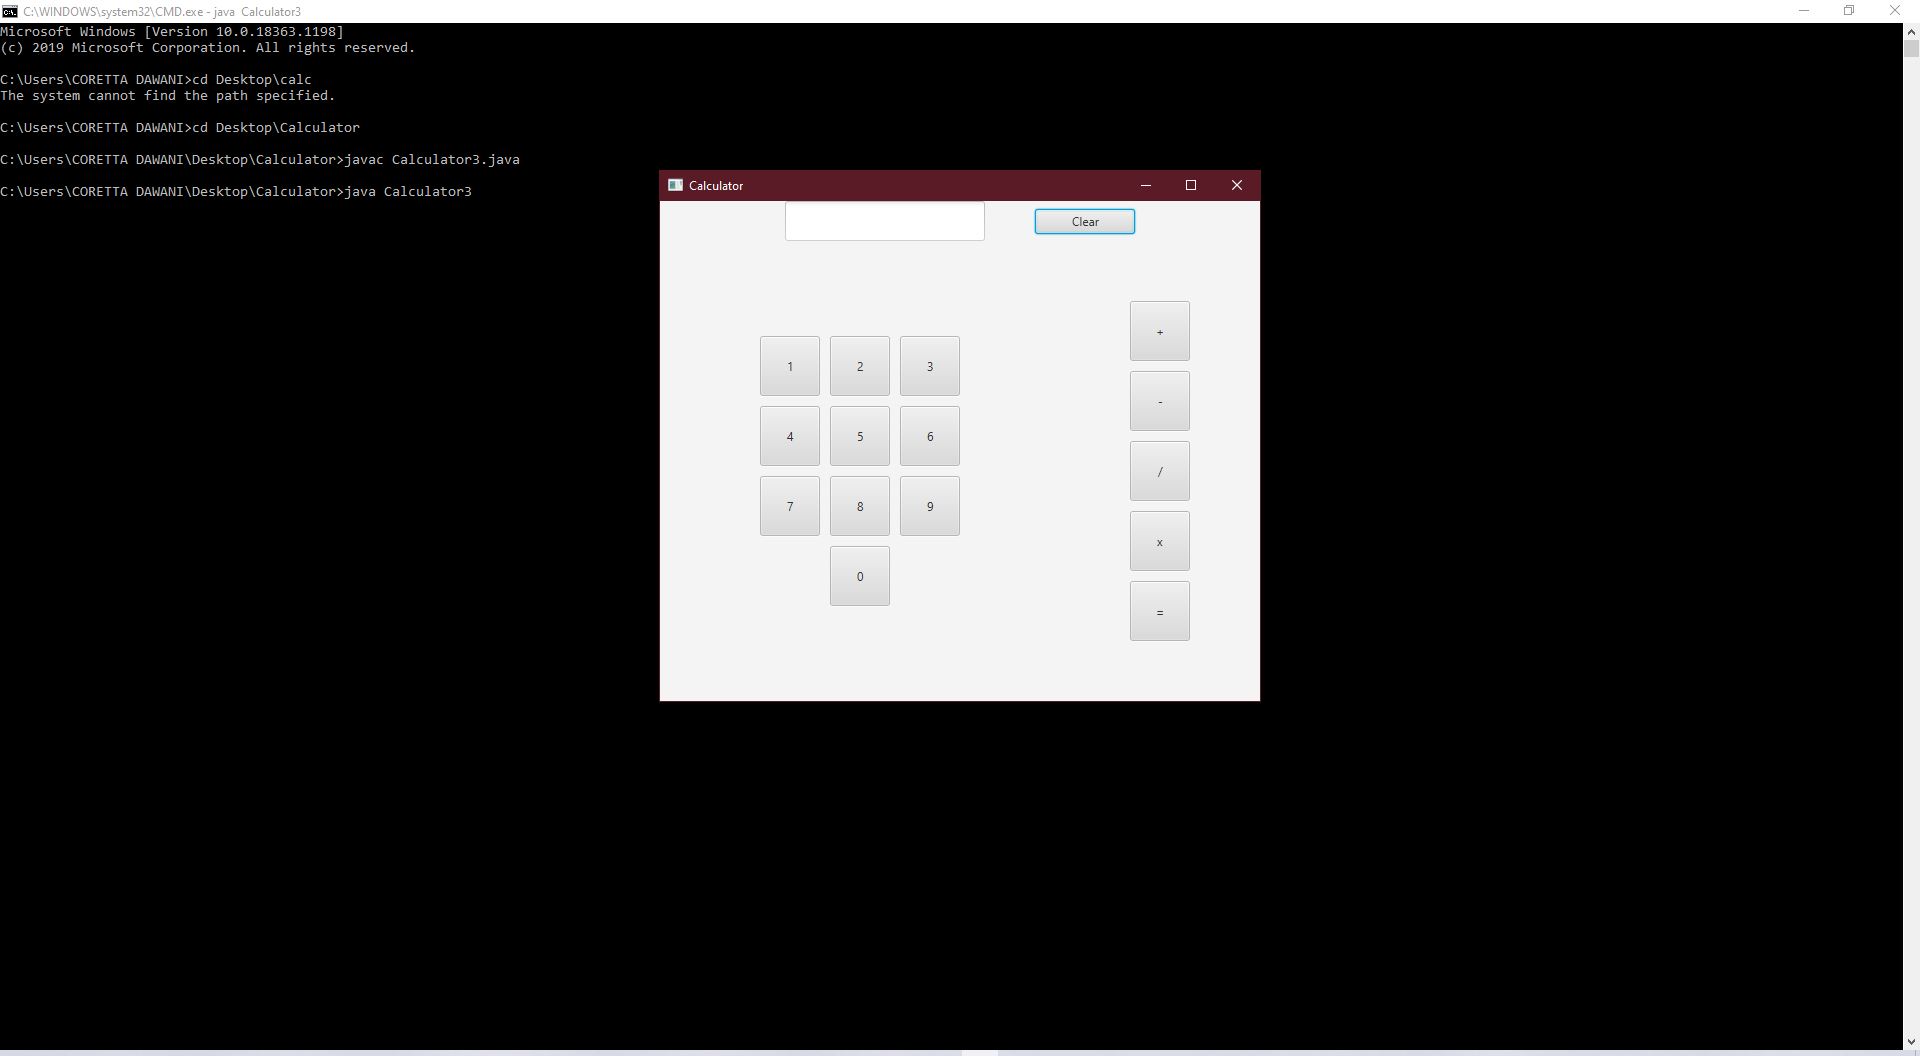 C:\WINDOWS\system32\CMD.exe - java  Calculator3
Microsoft Windows [Version 10.0.18363.1198]
(c) 2019 Microsoft Corporation. All rights reserved.
C:\Users\CORETTA DAWANI>cd Desktop\calc
The system cannot find the path specified.
C:\Users\CORETTA DAWANI>cd Desktop\Calculator
C:\Users\CORETTA DAWANI\Desktop\Calculator>javac Calculator3.java
C:\Users\CORETTA DAWANI\Desktop\Calculator>java Calculator3
Calculator
Clear
1 2 3
4 5 6
7 8 9
0
+
-
/
x
=